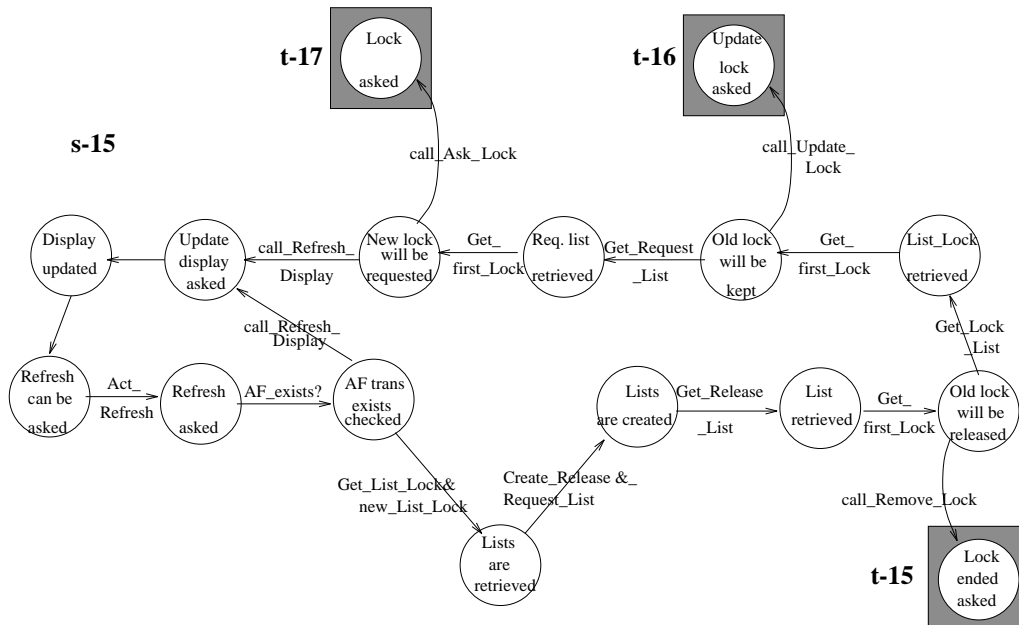 Lock
asked
t-17
Update
lock
asked
t-16
s-15
call_Ask_Lock
call_Update_
Lock
Display
updated
Update
display
asked
call_Refresh_
Display
New lock
will be
requested
Get_
first_Lock
Req. list
retrieved
Get_Request
_List
Old lock
will be
kept
Get_
first_Lock
List_Lock
retrieved
call_Refresh_
Display
Get_Lock
_List
Refresh
can be
asked
Act_
Refresh
Refresh
asked
AF_exists?
AF trans
exists
checked
Lists
are created
Get_Release
_List
List
retrieved
Get_
first_Lock
Old lock
will be
released
Get_List_Lock&
new_List_Lock
Create_Release &_
Request_List
call_Remove_Lock
Lists
are
retrieved
t-15
Lock
ended
asked